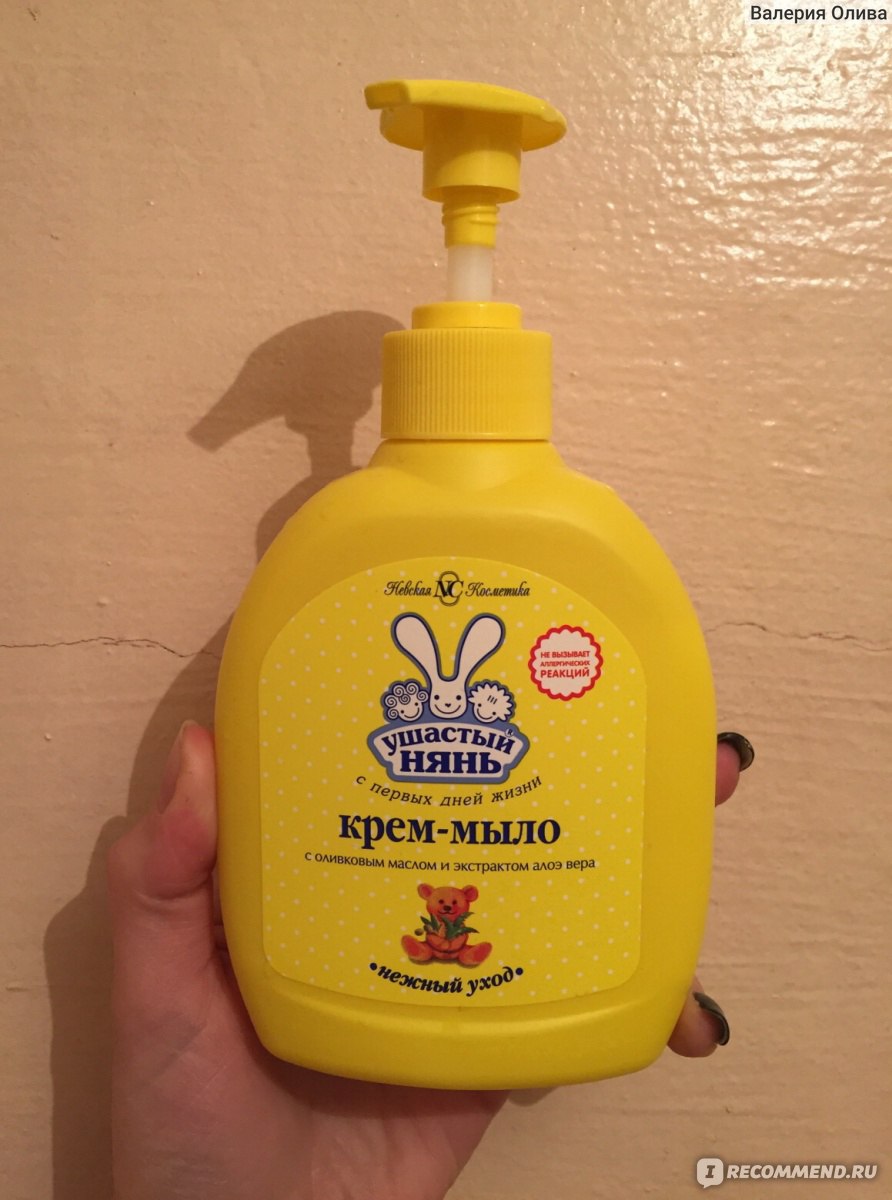 Валерия Олива
Невская NC Косметика
НЕ ВЫЗЫВАЕТ
АЛЛЕРГИЧЕСКИХ
РЕАКЦИЙ
УШАСТЫЙ®
НЯНЬ
с первых дней жизни
крем-мыло
с оливковым маслом и экстрактом алоэ вера
•нежный уход•
I RECOMMEND.RU